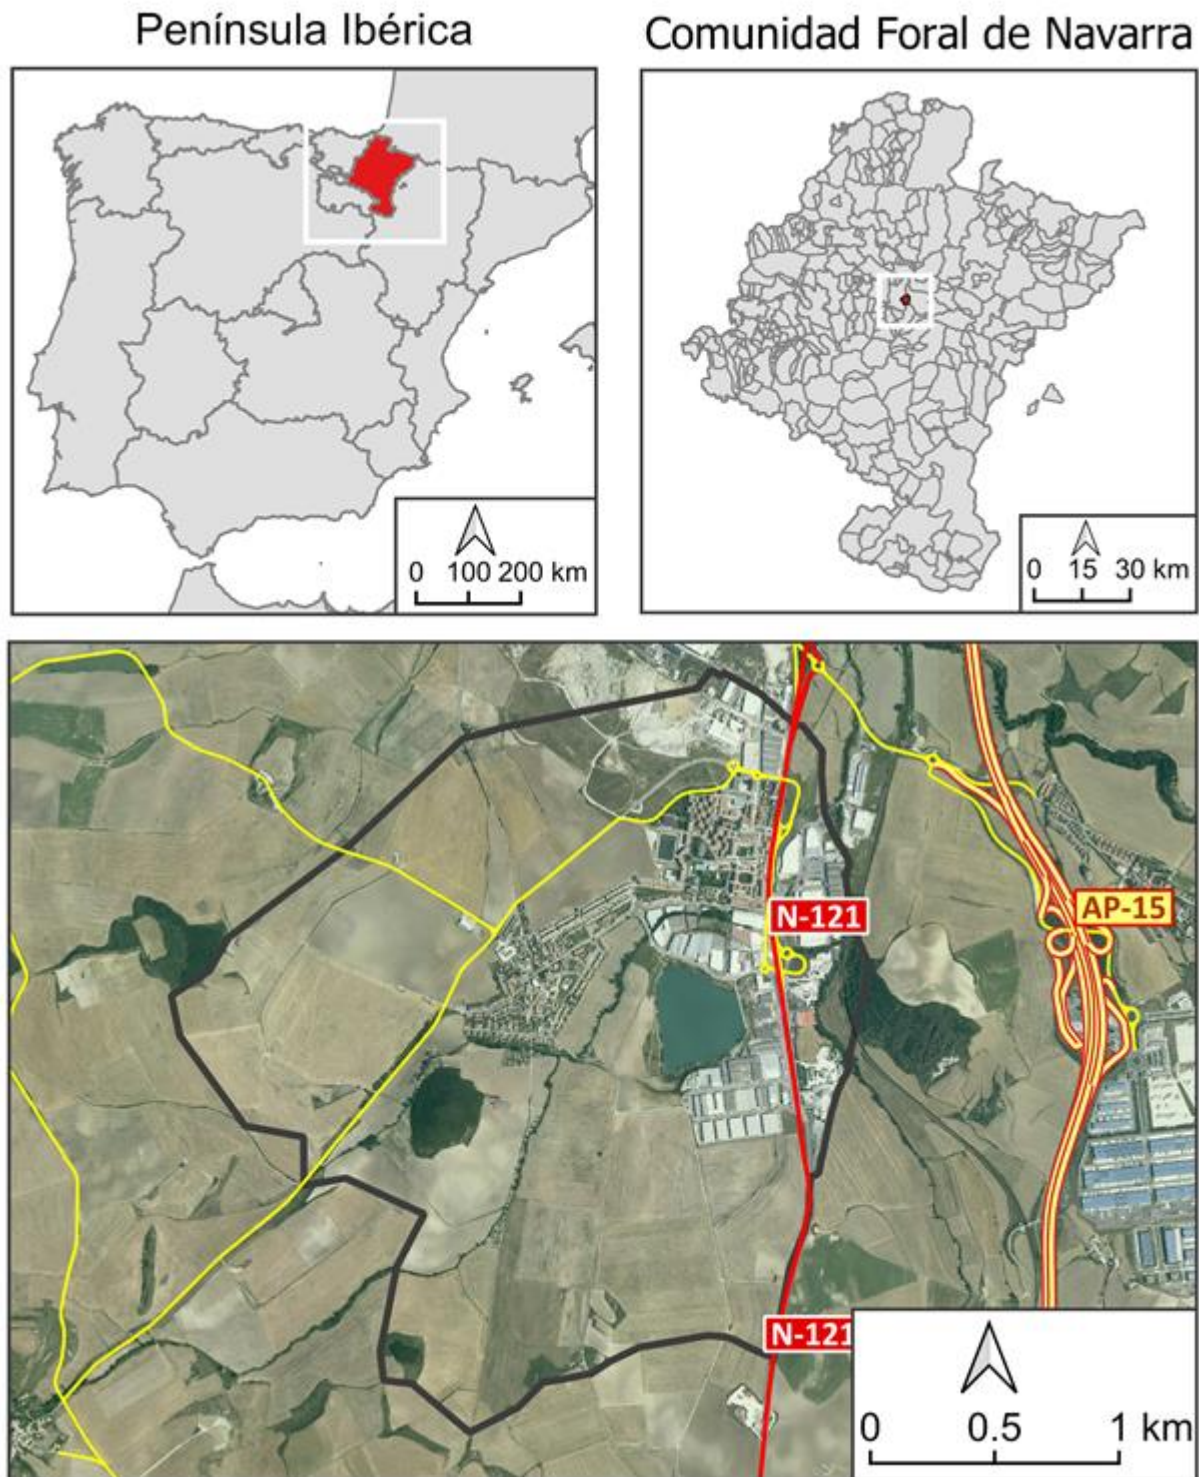 Península Ibérica
Comunidad Foral de Navarra
0 100 200 km
0 15 30 km
N-121
AP-15
N-121
0 0.5 1 km